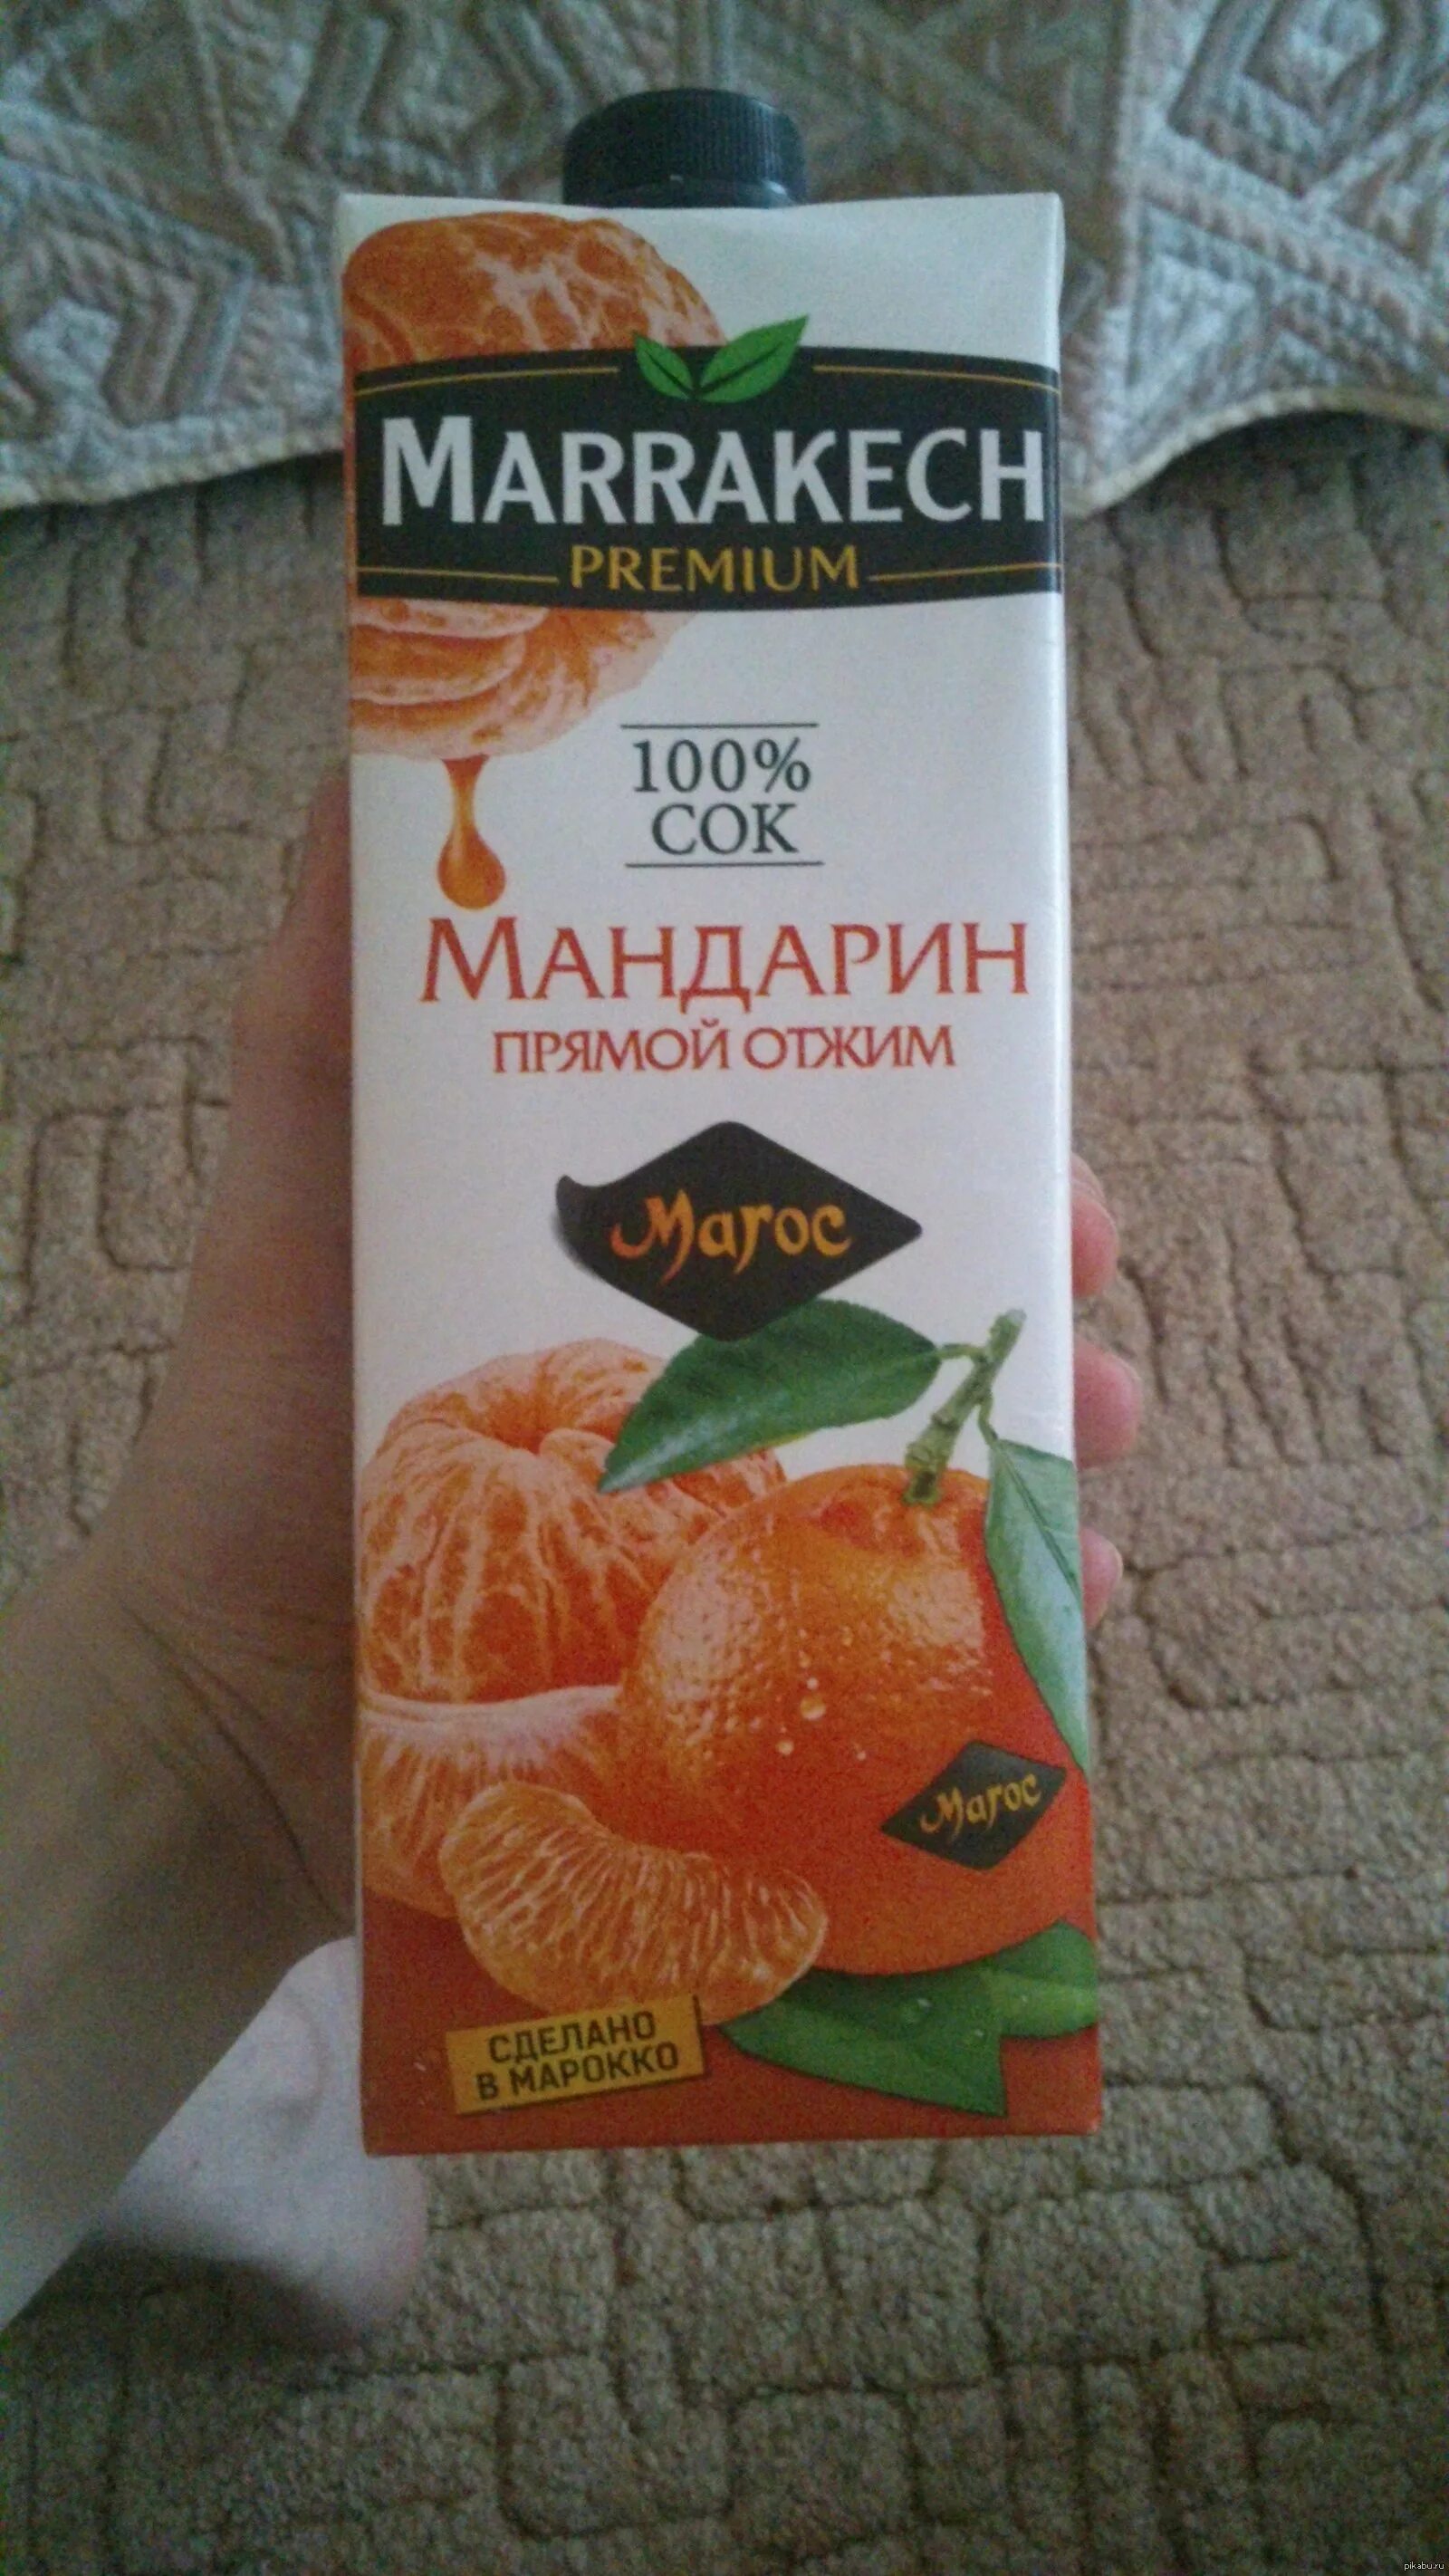 MARRAKECH
PREMIUM
100%
СОК
МАНДАРИН
ПРЯМОЙ ОТЖИМ
Maroc
Maroc
СДЕЛАНО
В МАРОККО
pikabu.ru